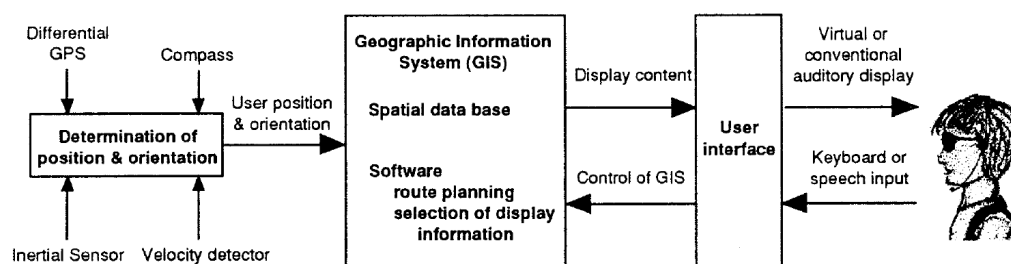 Differential
GPS
Compass
Determination of
position & orientation
Inertial Sensor
Velocity detector
User position
& orientation
Geographic Information
System (GIS)
Spatial data base
Software
route planning
selection of display
information
Display content
Control of GIS
User
interface
Virtual or
conventional
auditory display
Keyboard or
speech input